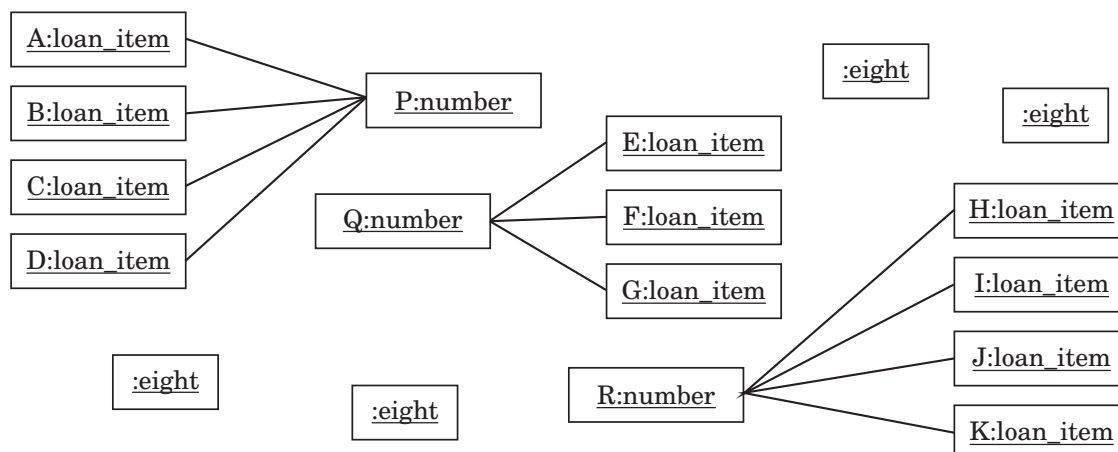 A:loan_item
B:loan_item
C:loan_item
D:loan_item
P:number
Q:number
E:loan_item
F:loan_item
G:loan_item
:eight
:eight
H:loan_item
I:loan_item
J:loan_item
K:loan_item
R:number
:eight
:eight